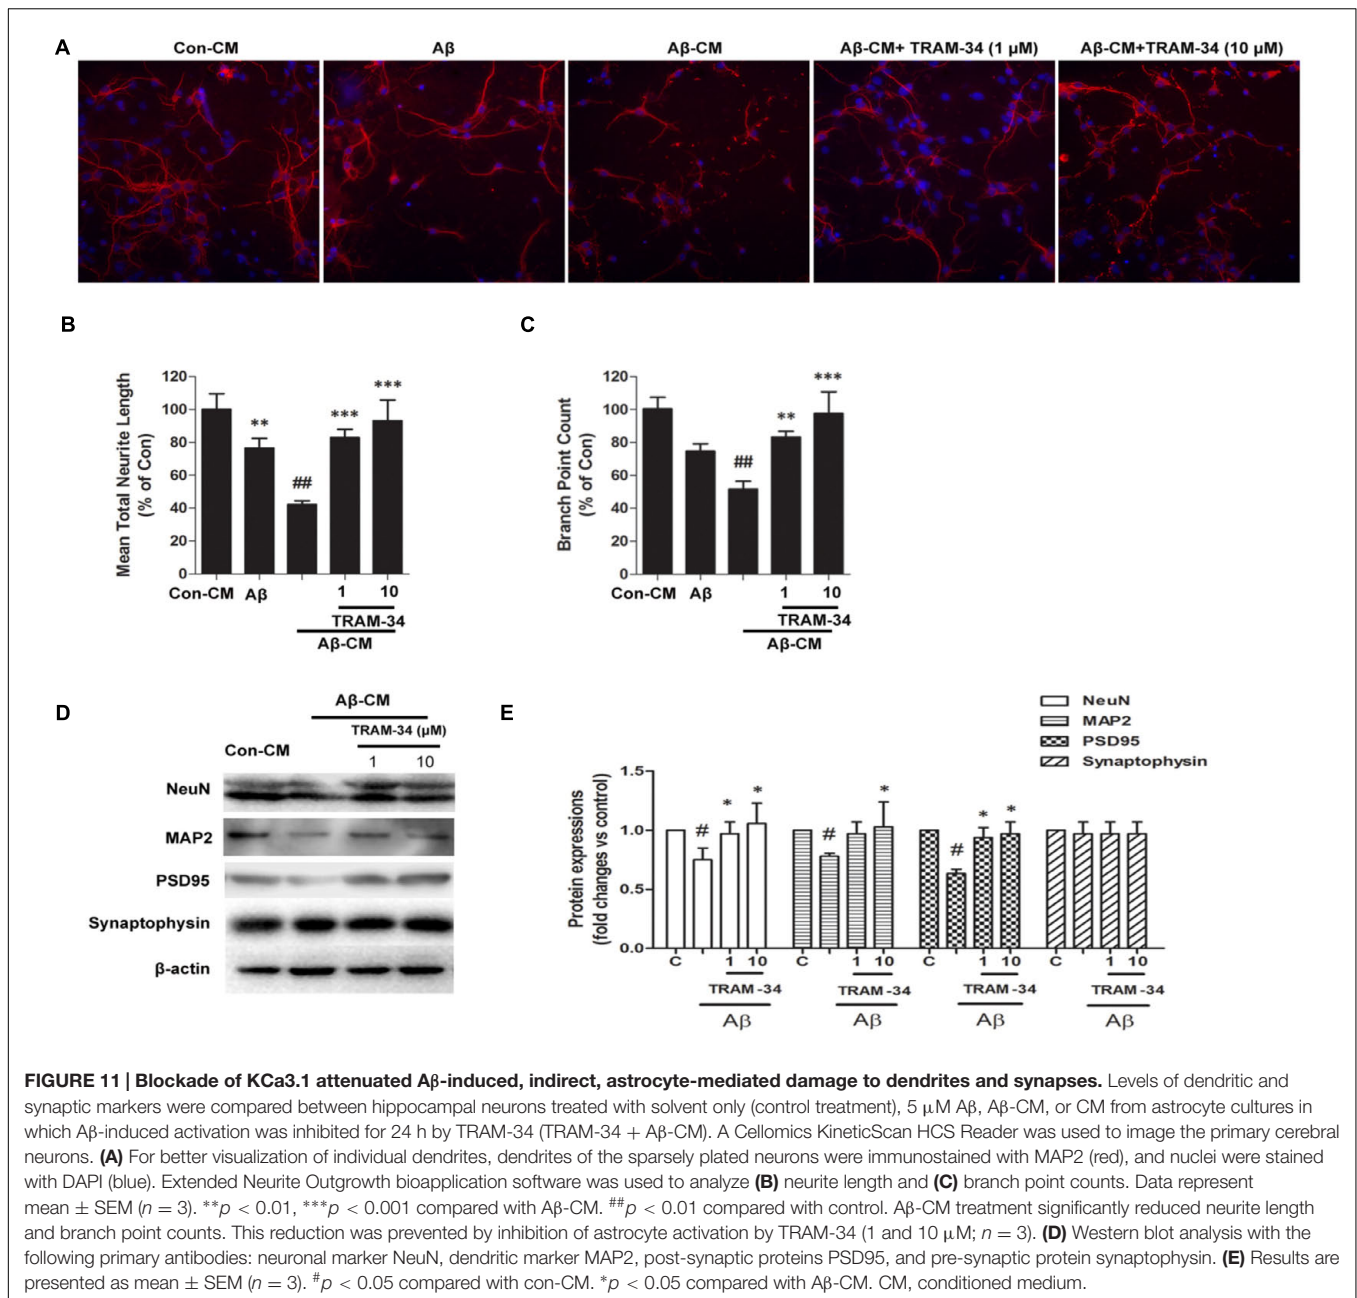 A
Con-CM Aβ Aβ-CM Aβ-CM+ TRAM-34 (1 μM) Aβ-CM+TRAM-34 (10 μM)
B
Mean Total Neurite Length
(% of Con)
120
100
80
60
40
20
0
**
##
***
***
Con-CM Aβ 1 10
TRAM-34
Aβ-CM
C
Branch Point Count
(% of Con)
120
100
80
60
40
20
0
##
**
***
Con-CM Aβ 1 10
TRAM-34
Aβ-CM
D
Aβ-CM
TRAM-34 (μM)
Con-CM 1 10
NeuN
MAP2
PSD95
Synaptophysin
β-actin
E
NeuN
MAP2
PSD95
Synaptophysin
Protein expressions
(fold changes vs control)
1.5
1.0
0.5
0.0
# * *
# *
# * *
C 1 10 C 1 10 C 1 10 C 1 10
TRAM-34 TRAM-34 TRAM-34 TRAM-34
Aβ Aβ Aβ Aβ
FIGURE 11 | Blockade of KCa3.1 attenuated Aβ-induced, indirect, astrocyte-mediated damage to dendrites and synapses. Levels of dendritic and
synaptic markers were compared between hippocampal neurons treated with solvent only (control treatment), 5 μM Aβ, Aβ-CM, or CM from astrocyte cultures in
which Aβ-induced activation was inhibited for 24 h by TRAM-34 (TRAM-34 + Aβ-CM). A Cellomics KineticScan HCS Reader was used to image the primary cerebral
neurons. (A) For better visualization of individual dendrites, dendrites of the sparsely plated neurons were immunostained with MAP2 (red), and nuclei were stained
with DAPI (blue). Extended Neurite Outgrowth bioapplication software was used to analyze (B) neurite length and (C) branch point counts. Data represent
mean ± SEM (n = 3). **p < 0.01, ***p < 0.001 compared with Aβ-CM. ##p < 0.01 compared with control. Aβ-CM treatment significantly reduced neurite length
and branch point counts. This reduction was prevented by inhibition of astrocyte activation by TRAM-34 (1 and 10 μM; n = 3). (D) Western blot analysis with the
following primary antibodies: neuronal marker NeuN, dendritic marker MAP2, post-synaptic proteins PSD95, and pre-synaptic protein synaptophysin. (E) Results are
presented as mean ± SEM (n = 3). #p < 0.05 compared with con-CM. *p < 0.05 compared with Aβ-CM. CM, conditioned medium.